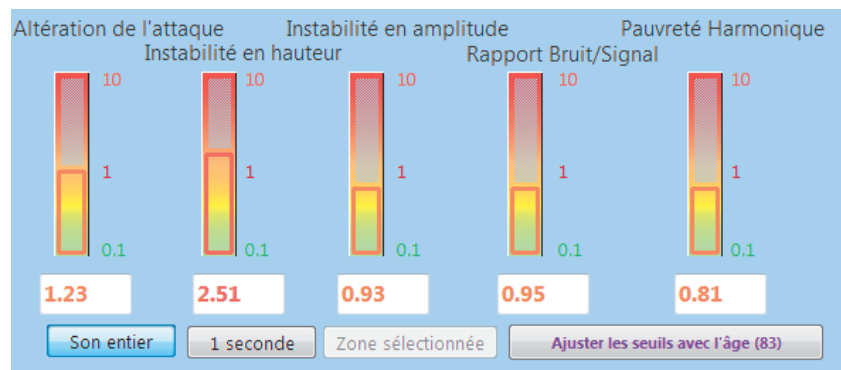 Altération de l'attaque Instabilité en amplitude Pauvreté Harmonique
Instabilité en hauteur Rapport Bruit/Signal
10 10 10 10 10
1 1 1 1 1
0.1 0.1 0.1 0.1 0.1
1.23 2.51 0.93 0.95 0.81
Son entier 1 seconde Zone sélectionnée Ajuster les seuils avec l'âge (83)